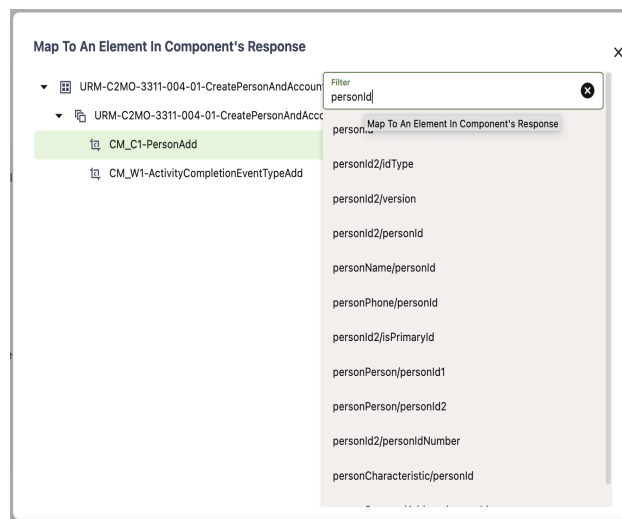 Map To An Element In Component's Response
URM-C2MO-3311-004-01-CreatePersonAndAccoun
URM-C2MO-3311-004-01-CreatePersonAndAcco
CM_C1-PersonAdd
CM_W1-ActivityCompletionEventTypeAdd
Filter
personId
Map To An Element In Component's Response
personId
personId2/idType
personId2/version
personId2/personId
personName/personId
personPhone/personId
personId2/isPrimaryId
personPerson/personId1
personPerson/personId2
personId2/personIdNumber
personCharacteristic/personId